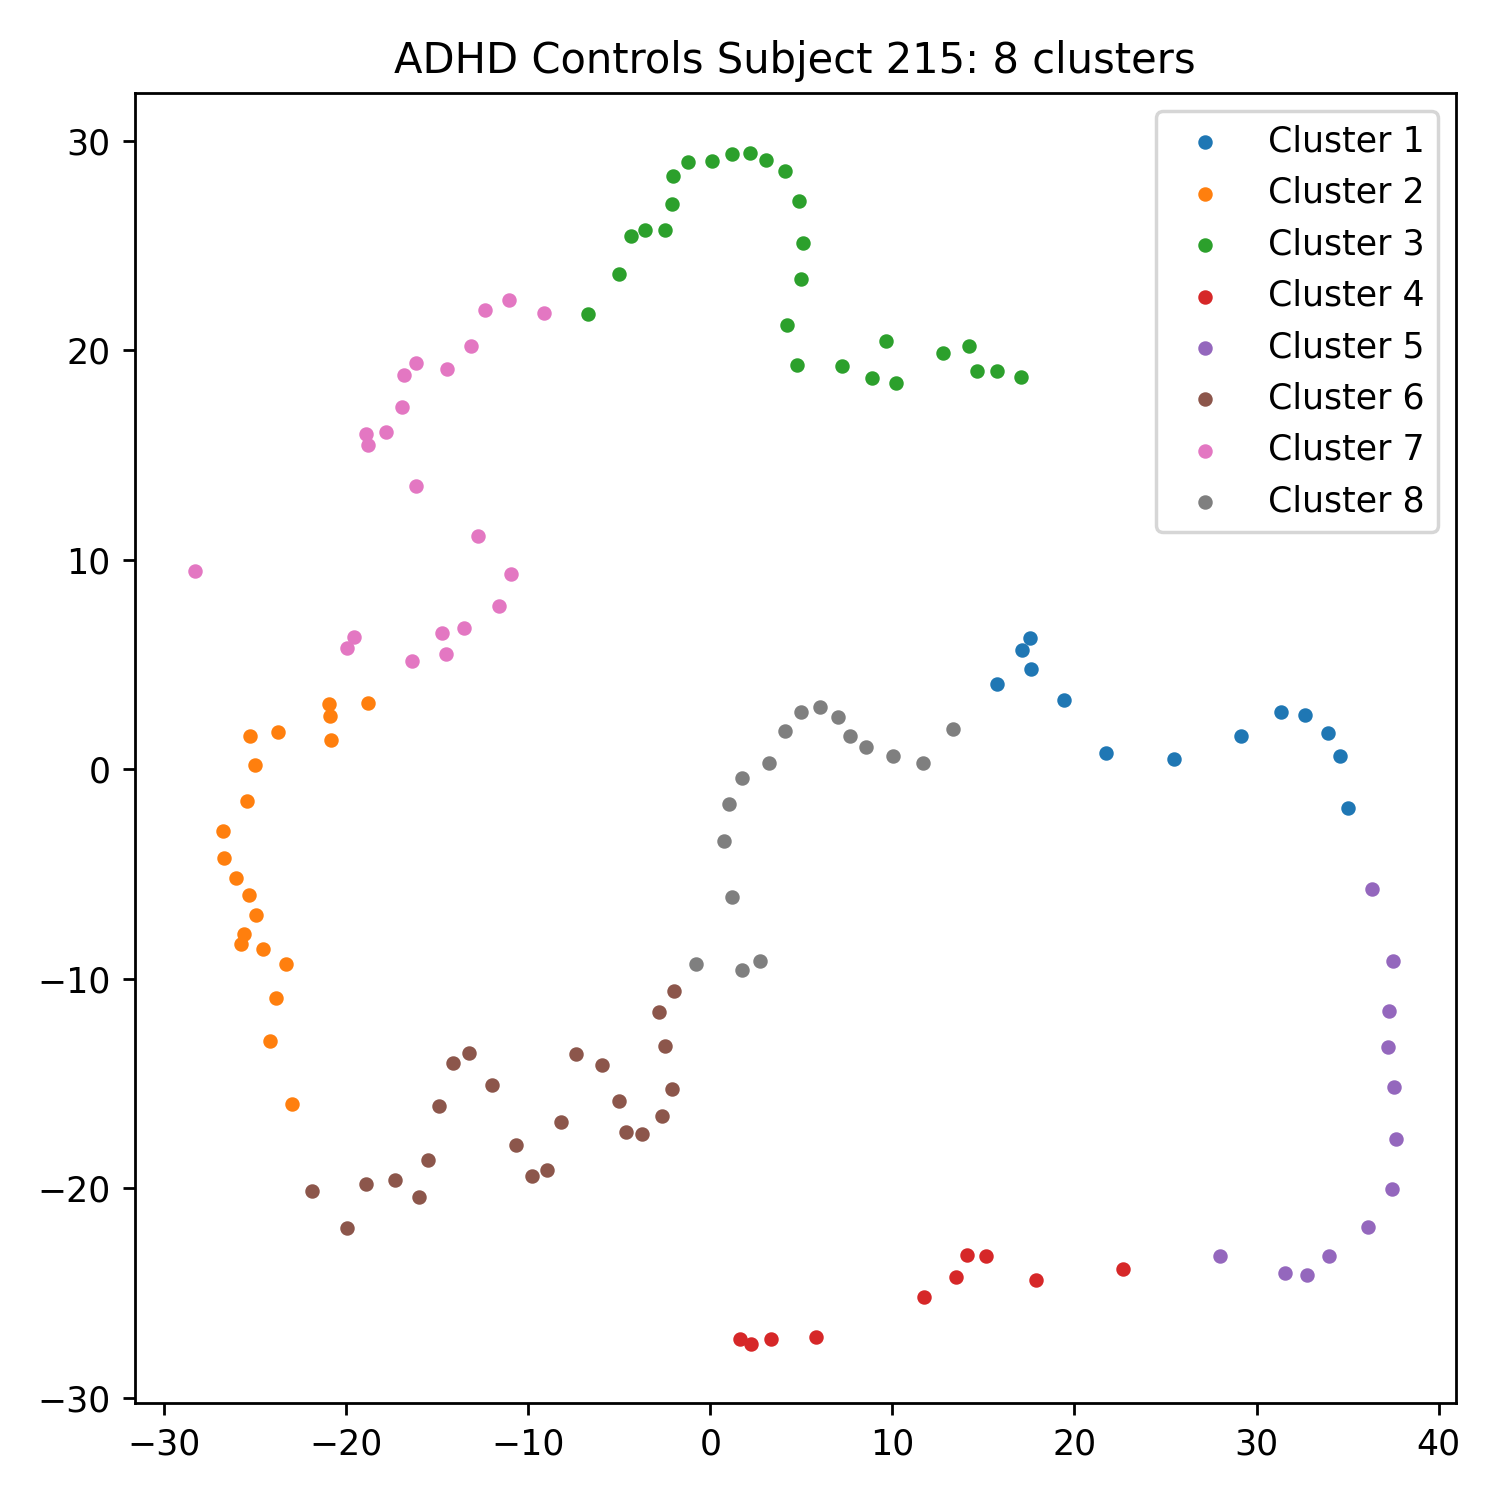 ADHD Controls Subject 215: 8 clusters
30
20
10
0
−10
−20
−30
−30
−20
−10
0
10
20
30
40
Cluster 1
Cluster 2
Cluster 3
Cluster 4
Cluster 5
Cluster 6
Cluster 7
Cluster 8